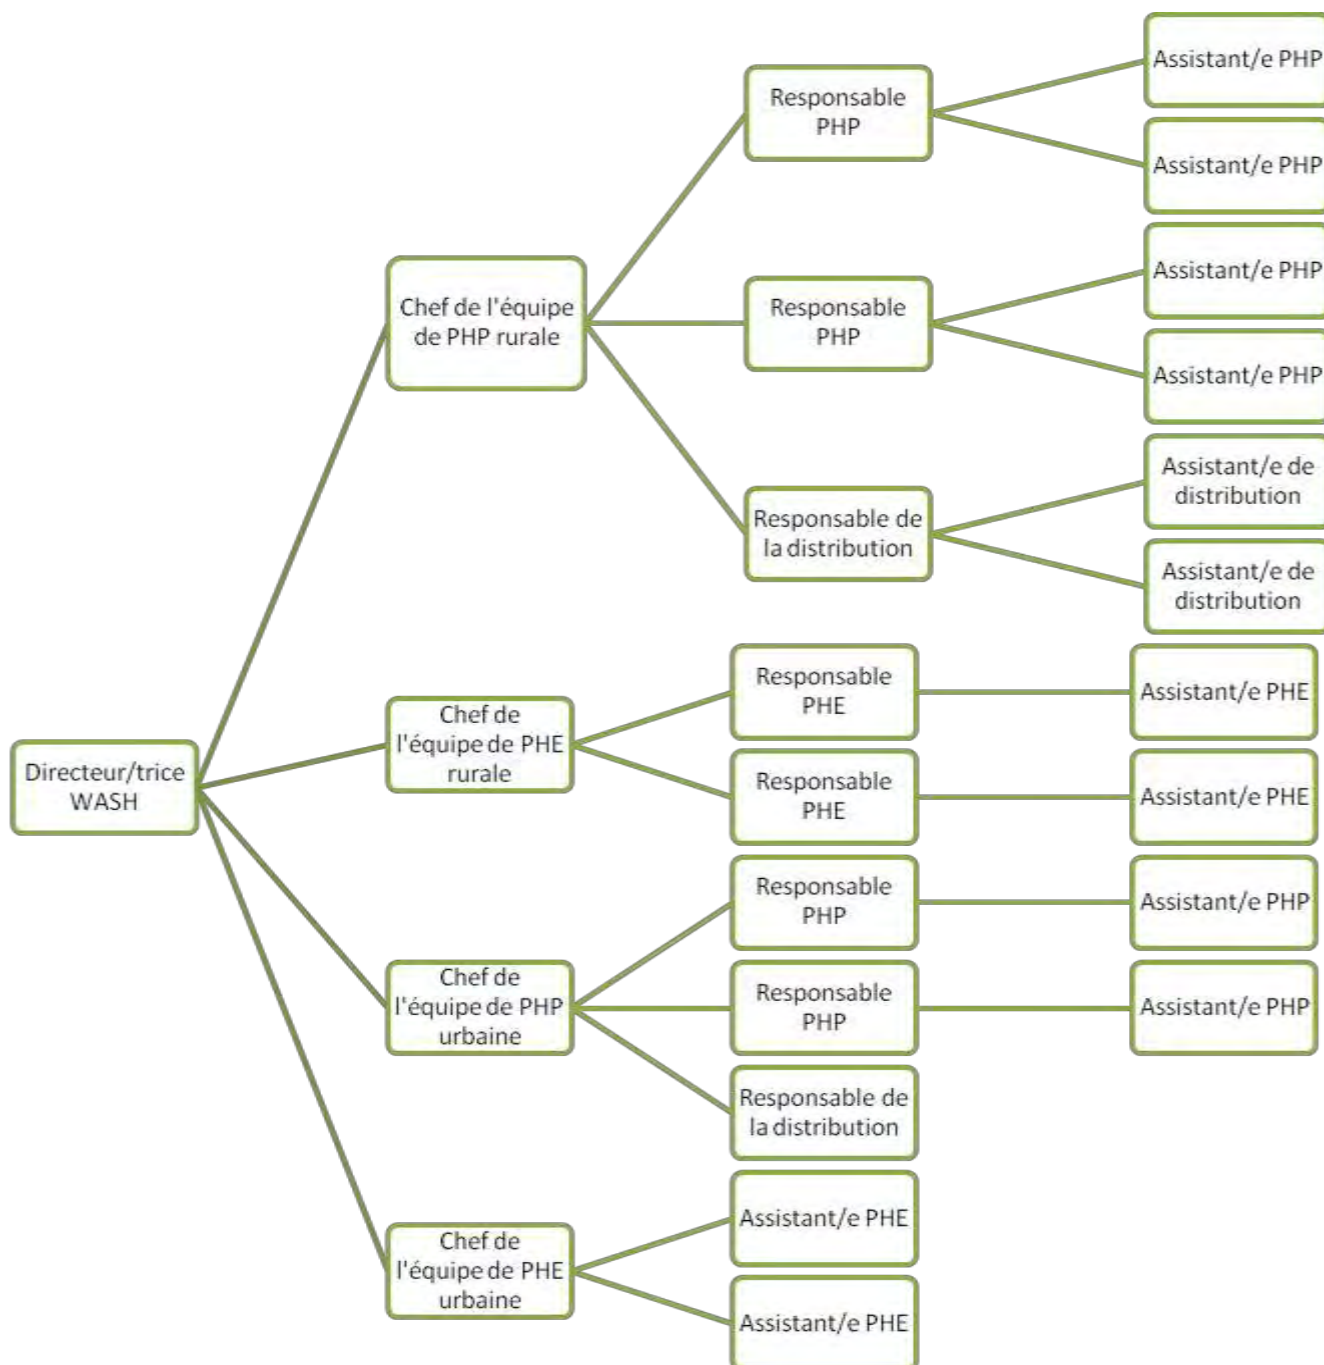 Assistant/e PHP
Responsable
PHP
Assistant/e PHP
Chef de l'équipe
de PHP rurale
Assistant/e PHP
Responsable
PHP
Assistant/e PHP
Assistant/e de
distribution
Responsable de
la distribution
Assistant/e de
distribution
Directeur/trice
WASH
Chef de
l'équipe de PHE
rurale
Responsable
PHE
Assistant/e PHE
Responsable
PHE
Assistant/e PHE
Chef de
l'équipe de PHP
urbaine
Responsable
PHP
Assistant/e PHP
Responsable
PHP
Assistant/e PHP
Responsable de
la distribution
Chef de
l'équipe de PHE
urbaine
Assistant/e PHE
Assistant/e PHE